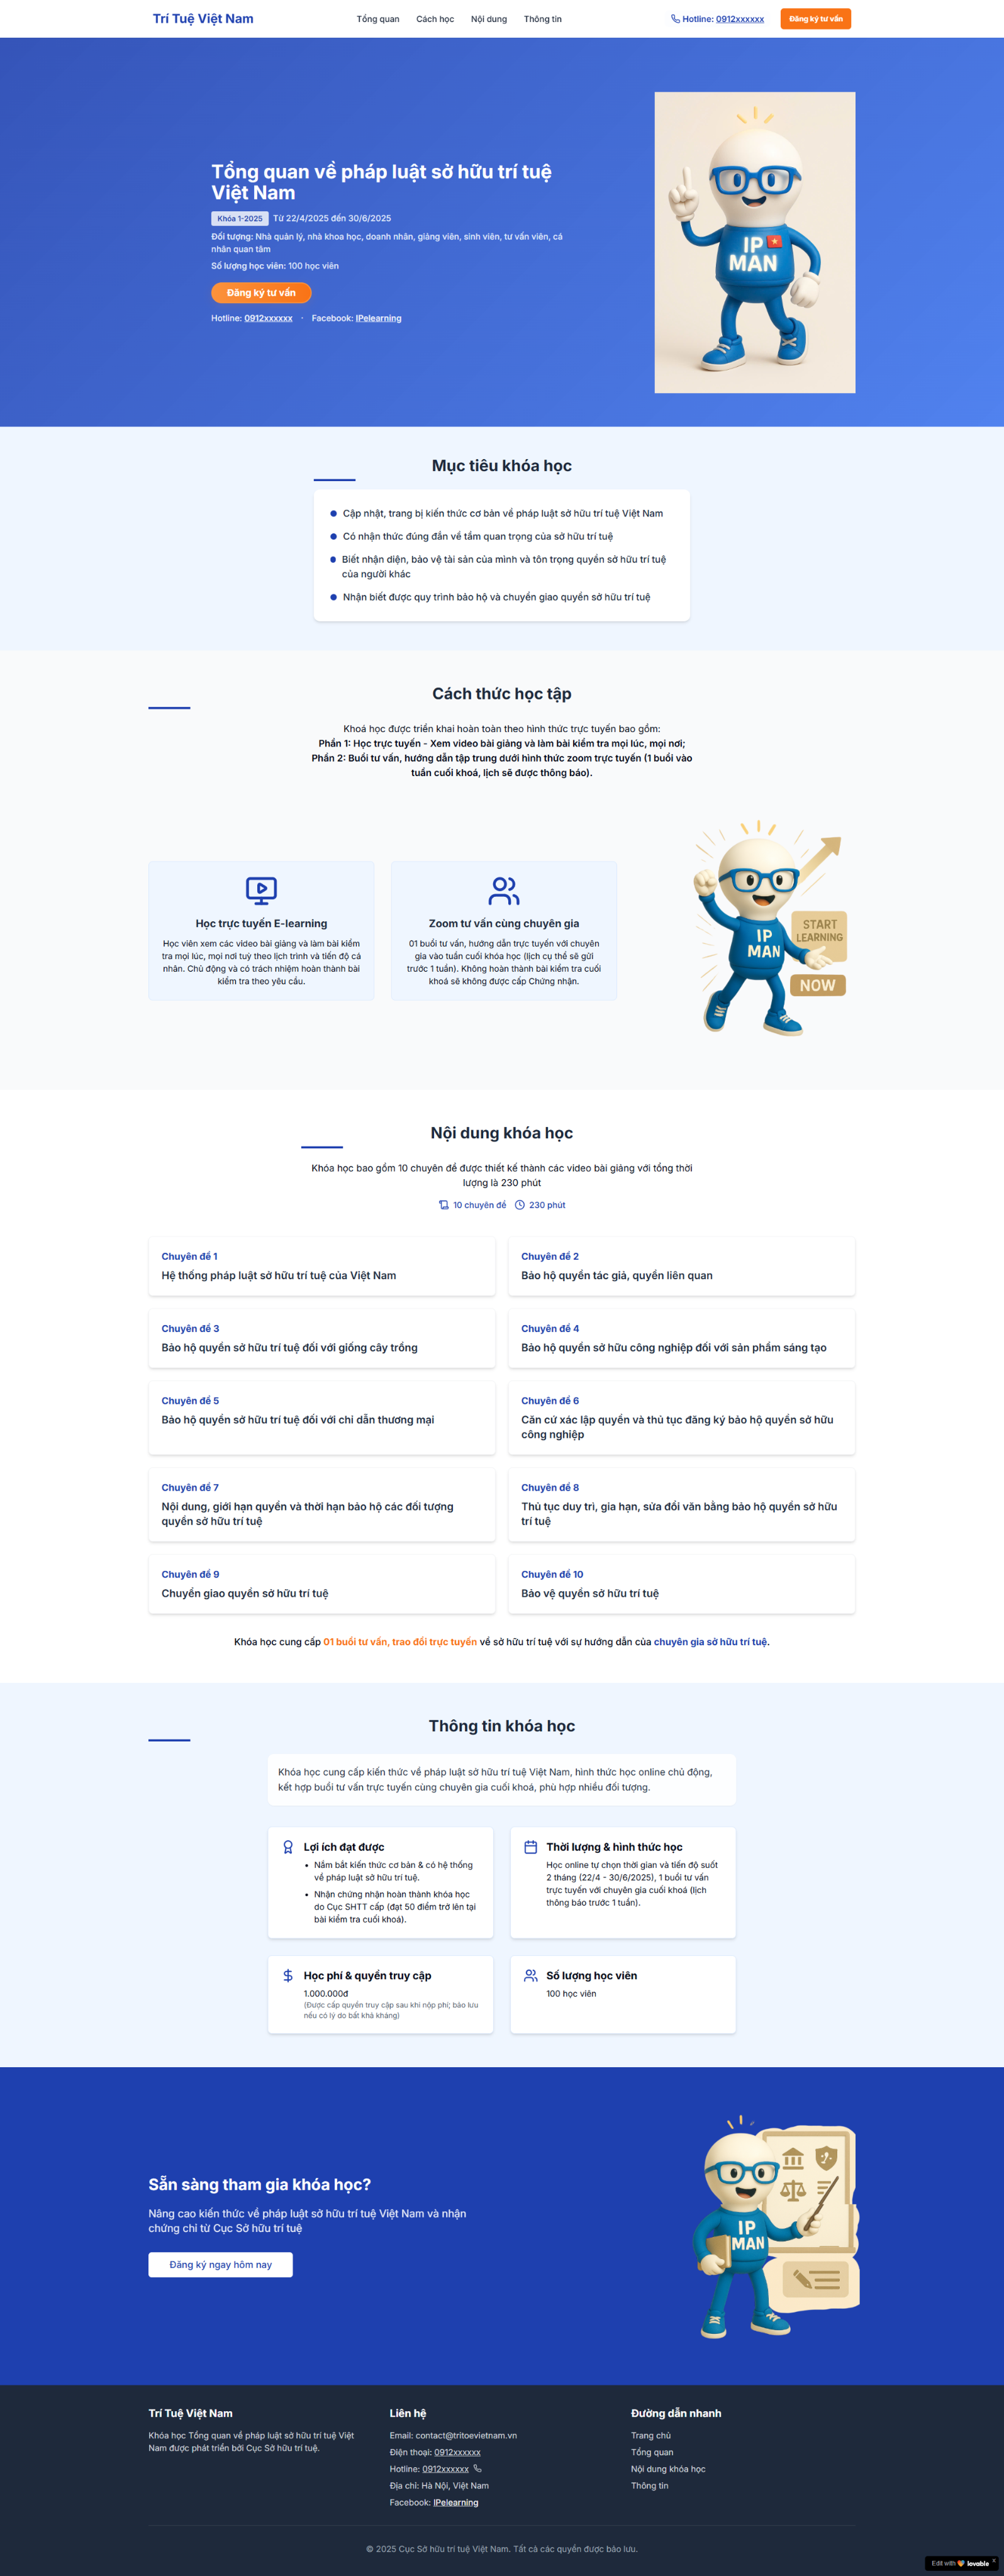 Trí Tuệ Việt Nam
Tổng quan
Cách học
Nội dung
Thông tin
Hotline: 0912xxxxxx
Đăng ký tư vấn
Tổng quan về pháp luật sở hữu trí tuệ
Việt Nam
Khóa 1-2025 Từ 22/4/2025 đến 30/6/2025
Đối tượng: Nhà quản lý, nhà khoa học, doanh nhân, giảng viên, sinh viên, tư vấn viên, cá
nhân quan tâm
Số lượng học viên: 100 học viên
Đăng ký tư vấn
Hotline: 0912xxxxxx · Facebook: IPelearning
IP
MAN
Mục tiêu khóa học
Cập nhật, trang bị kiến thức cơ bản về pháp luật sở hữu trí tuệ Việt Nam
Có nhận thức đúng đắn về tầm quan trọng của sở hữu trí tuệ
Biết nhận diện, bảo vệ tài sản của mình và tôn trọng quyền sở hữu trí tuệ
của người khác
Nhận biết được quy trình bảo hộ và chuyển giao quyền sở hữu trí tuệ
Cách thức học tập
Khoá học được triển khai hoàn toàn theo hình thức trực tuyến bao gồm:
Phần 1: Học trực tuyến - Xem video bài giảng và làm bài kiểm tra mọi lúc, mọi nơi;
Phần 2: Buổi tư vấn, hướng dẫn tập trung dưới hình thức zoom trực tuyến (1 buổi vào
tuần cuối khoá, lịch sẽ được thông báo).
Học trực tuyến E-learning
Học viên xem các video bài giảng và làm bài kiểm
tra mọi lúc, mọi nơi tuỳ theo lịch trình và tiến độ cá
nhân. Chủ động và có trách nhiệm hoàn thành bài
kiểm tra theo yêu cầu.
Zoom tư vấn cùng chuyên gia
01 buổi tư vấn, hướng dẫn trực tuyến với chuyên
gia vào tuần cuối khóa học (lịch cụ thể sẽ gửi
trước 1 tuần). Không hoàn thành bài kiểm tra cuối
khoá sẽ không được cấp Chứng nhận.
IP
MAN
START
LEARNING
NOW
Nội dung khóa học
Khóa học bao gồm 10 chuyên đề được thiết kế thành các video bài giảng với tổng thời
lượng là 230 phút
10 chuyên đề
230 phút
Chuyên đề 1
Hệ thống pháp luật sở hữu trí tuệ của Việt Nam
Chuyên đề 2
Bảo hộ quyền tác giả, quyền liên quan
Chuyên đề 3
Bảo hộ quyền sở hữu trí tuệ đối với giống cây trồng
Chuyên đề 4
Bảo hộ quyền sở hữu công nghiệp đối với sản phẩm sáng tạo
Chuyên đề 5
Bảo hộ quyền sở hữu trí tuệ đối với chỉ dẫn thương mại
Chuyên đề 6
Căn cứ xác lập quyền và thủ tục đăng ký bảo hộ quyền sở hữu
công nghiệp
Chuyên đề 7
Nội dung, giới hạn quyền và thời hạn bảo hộ các đối tượng
quyền sở hữu trí tuệ
Chuyên đề 8
Thủ tục duy trì, gia hạn, sửa đổi văn bằng bảo hộ quyền sở hữu
trí tuệ
Chuyên đề 9
Chuyển giao quyền sở hữu trí tuệ
Chuyên đề 10
Bảo vệ quyền sở hữu trí tuệ
Khóa học cung cấp 01 buổi tư vấn, trao đổi trực tuyến về sở hữu trí tuệ với sự hướng dẫn của chuyên gia sở hữu trí tuệ.
Thông tin khóa học
Khóa học cung cấp kiến thức về pháp luật sở hữu trí tuệ Việt Nam, hình thức học online chủ động,
kết hợp buổi tư vấn trực tuyến cùng chuyên gia cuối khoá, phù hợp nhiều đối tượng.
Lợi ích đạt được
Nắm bắt kiến thức cơ bản & có hệ thống
về pháp luật sở hữu trí tuệ.
Nhận chứng nhận hoàn thành khóa học
do Cục SHTT cấp (đạt 50 điểm trở lên tại
bài kiểm tra cuối khoá).
Thời lượng & hình thức học
Học online tự chọn thời gian và tiến độ suốt
2 tháng (22/4 - 30/6/2025), 1 buổi tư vấn
trực tuyến với chuyên gia cuối khoá (lịch
thông báo trước 1 tuần).
Học phí & quyền truy cập
1.000.000đ
(Được cấp quyền truy cập sau khi nộp phí; bảo lưu
nếu có lý do bất khả kháng)
Số lượng học viên
100 học viên
Sẵn sàng tham gia khóa học?
Nâng cao kiến thức về pháp luật sở hữu trí tuệ Việt Nam và nhận
chứng chỉ từ Cục Sở hữu trí tuệ
Đăng ký ngay hôm nay
IP
MAN
Trí Tuệ Việt Nam
Khóa học Tổng quan về pháp luật sở hữu trí tuệ Việt
Nam được phát triển bởi Cục Sở hữu trí tuệ.
Liên hệ
Email: contact@tritoevietnam.vn
Điện thoại: 0912xxxxxx
Hotline: 0912xxxxxx
Địa chỉ: Hà Nội, Việt Nam
Facebook: IPelearning
Đường dẫn nhanh
Trang chủ
Tổng quan
Nội dung khóa học
Thông tin
© 2025 Cục Sở hữu trí tuệ Việt Nam. Tất cả các quyền được bảo lưu.
Edit with lovable